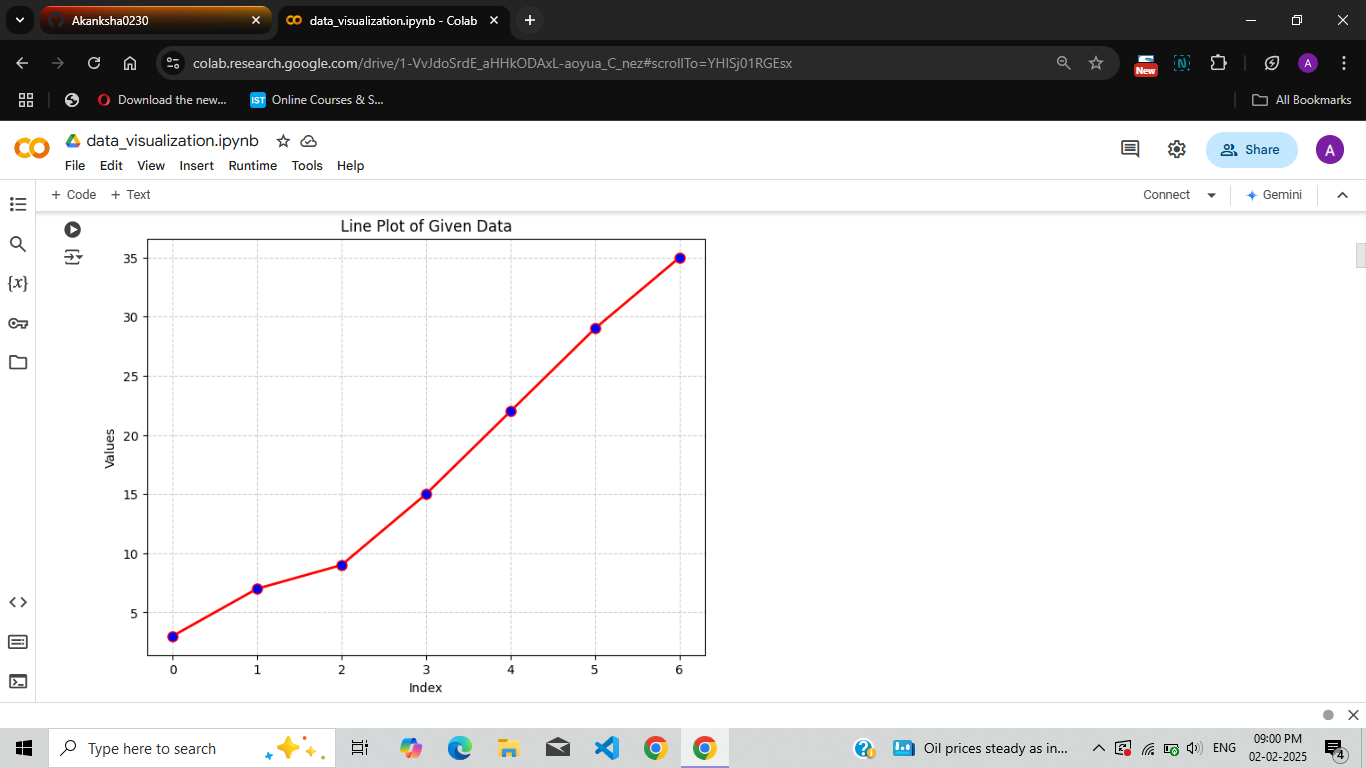 Akanksha0230
data_visualization.ipynb - Colab
colab.research.google.com/drive/1-VvJdoSrdE_aHHkODAxL-aoyua_C_nez#scrollTo=YHISj01RGEsx
New
N
A
Download the new...
IST
Online Courses & S...
All Bookmarks
data_visualization.ipynb
File Edit View Insert Runtime Tools Help
Share
A
+ Code + Text
Connect
Gemini
{x}
Line Plot of Given Data
35
30
25
20
15
10
5
Values
0 1 2 3 4 5 6
Index
Type here to search
Oil prices steady as in...
ENG
09:00 PM
02-02-2025
4